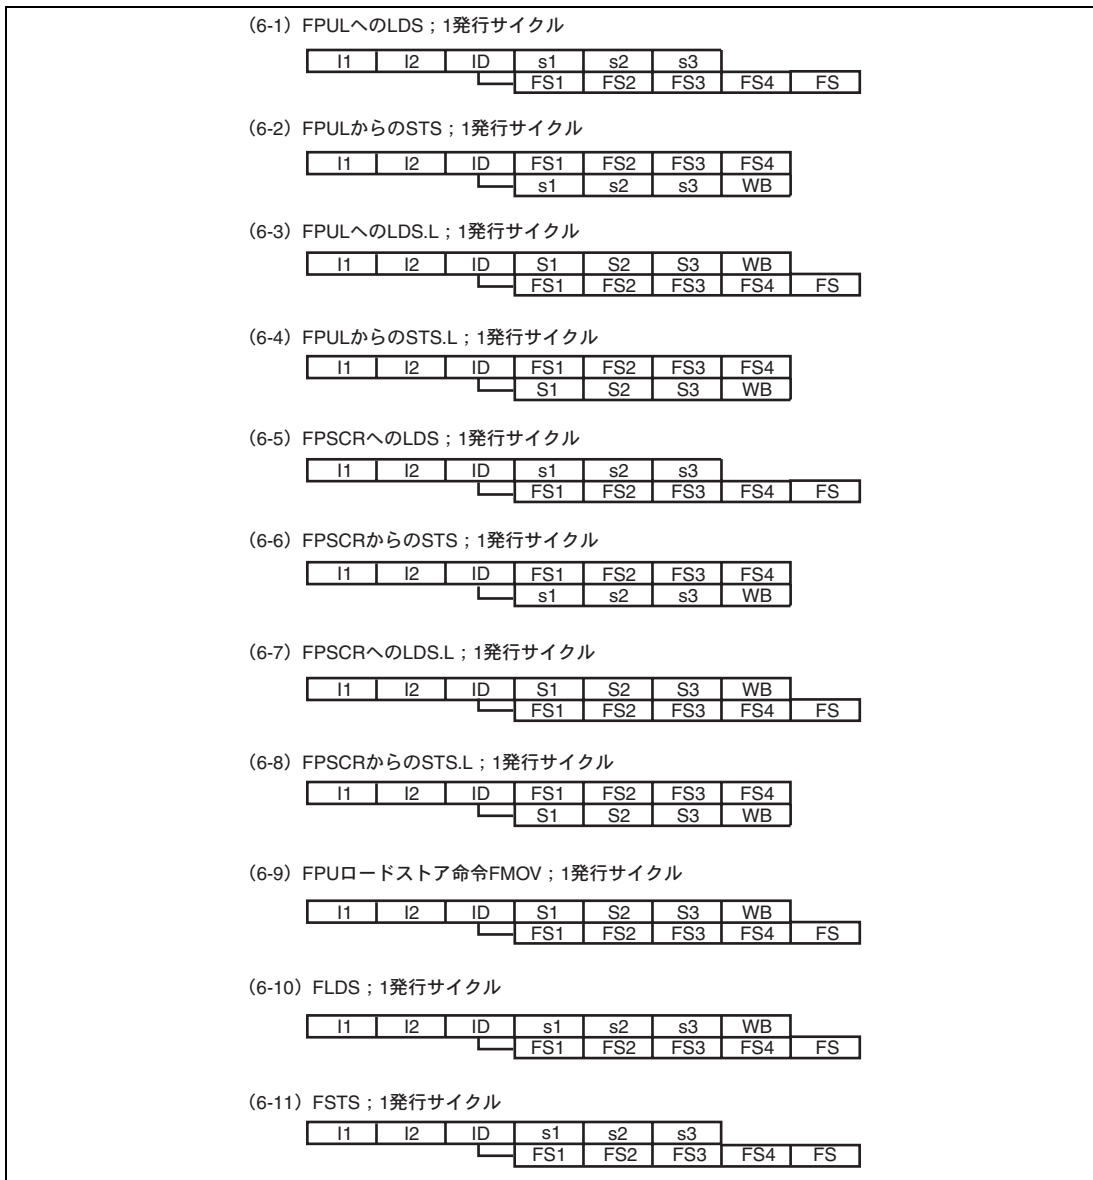 （6-1）FPULへのLDS；1発行サイクル
I1 I2 ID s1 s2 s3
FS1 FS2 FS3 FS4 FS
（6-2）FPULからのSTS；1発行サイクル
I1 I2 ID FS1 FS2 FS3 FS4
s1 s2 s3 WB
（6-3）FPULへのLDS.L；1発行サイクル
I1 I2 ID S1 S2 S3 WB
FS1 FS2 FS3 FS4 FS
（6-4）FPULからのSTS.L；1発行サイクル
I1 I2 ID FS1 FS2 FS3 FS4
S1 S2 S3 WB
（6-5）FPSCRへのLDS；1発行サイクル
I1 I2 ID s1 s2 s3
FS1 FS2 FS3 FS4 FS
（6-6）FPSCRからのSTS；1発行サイクル
I1 I2 ID FS1 FS2 FS3 FS4
s1 s2 s3 WB
（6-7）FPSCRへのLDS.L；1発行サイクル
I1 I2 ID S1 S2 S3 WB
FS1 FS2 FS3 FS4 FS
（6-8）FPSCRからのSTS.L；1発行サイクル
I1 I2 ID FS1 FS2 FS3 FS4
S1 S2 S3 WB
（6-9）FPUロードストア命令FMOV；1発行サイクル
I1 I2 ID S1 S2 S3 WB
FS1 FS2 FS3 FS4 FS
（6-10）FLDS；1発行サイクル
I1 I2 ID s1 s2 s3 WB
FS1 FS2 FS3 FS4 FS
（6-11）FSTS；1発行サイクル
I1 I2 ID s1 s2 s3
FS1 FS2 FS3 FS4 FS